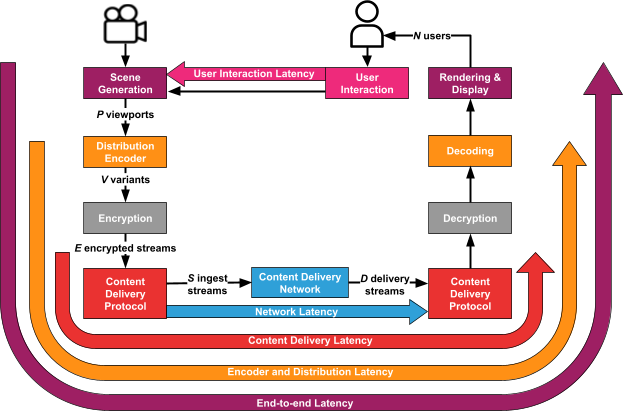 N users
Scene
Generation
User Interaction Latency
User
Interaction
Rendering &
Display
P viewports
Distribution
Encoder
Decoding
V variants
Encryption
Decryption
E encrypted streams
Content
Delivery
Protocol
S ingest
streams
Content Delivery
Network
D delivery
streams
Content
Delivery
Protocol
Network Latency
Content Delivery Latency
Encoder and Distribution Latency
End-to-end Latency